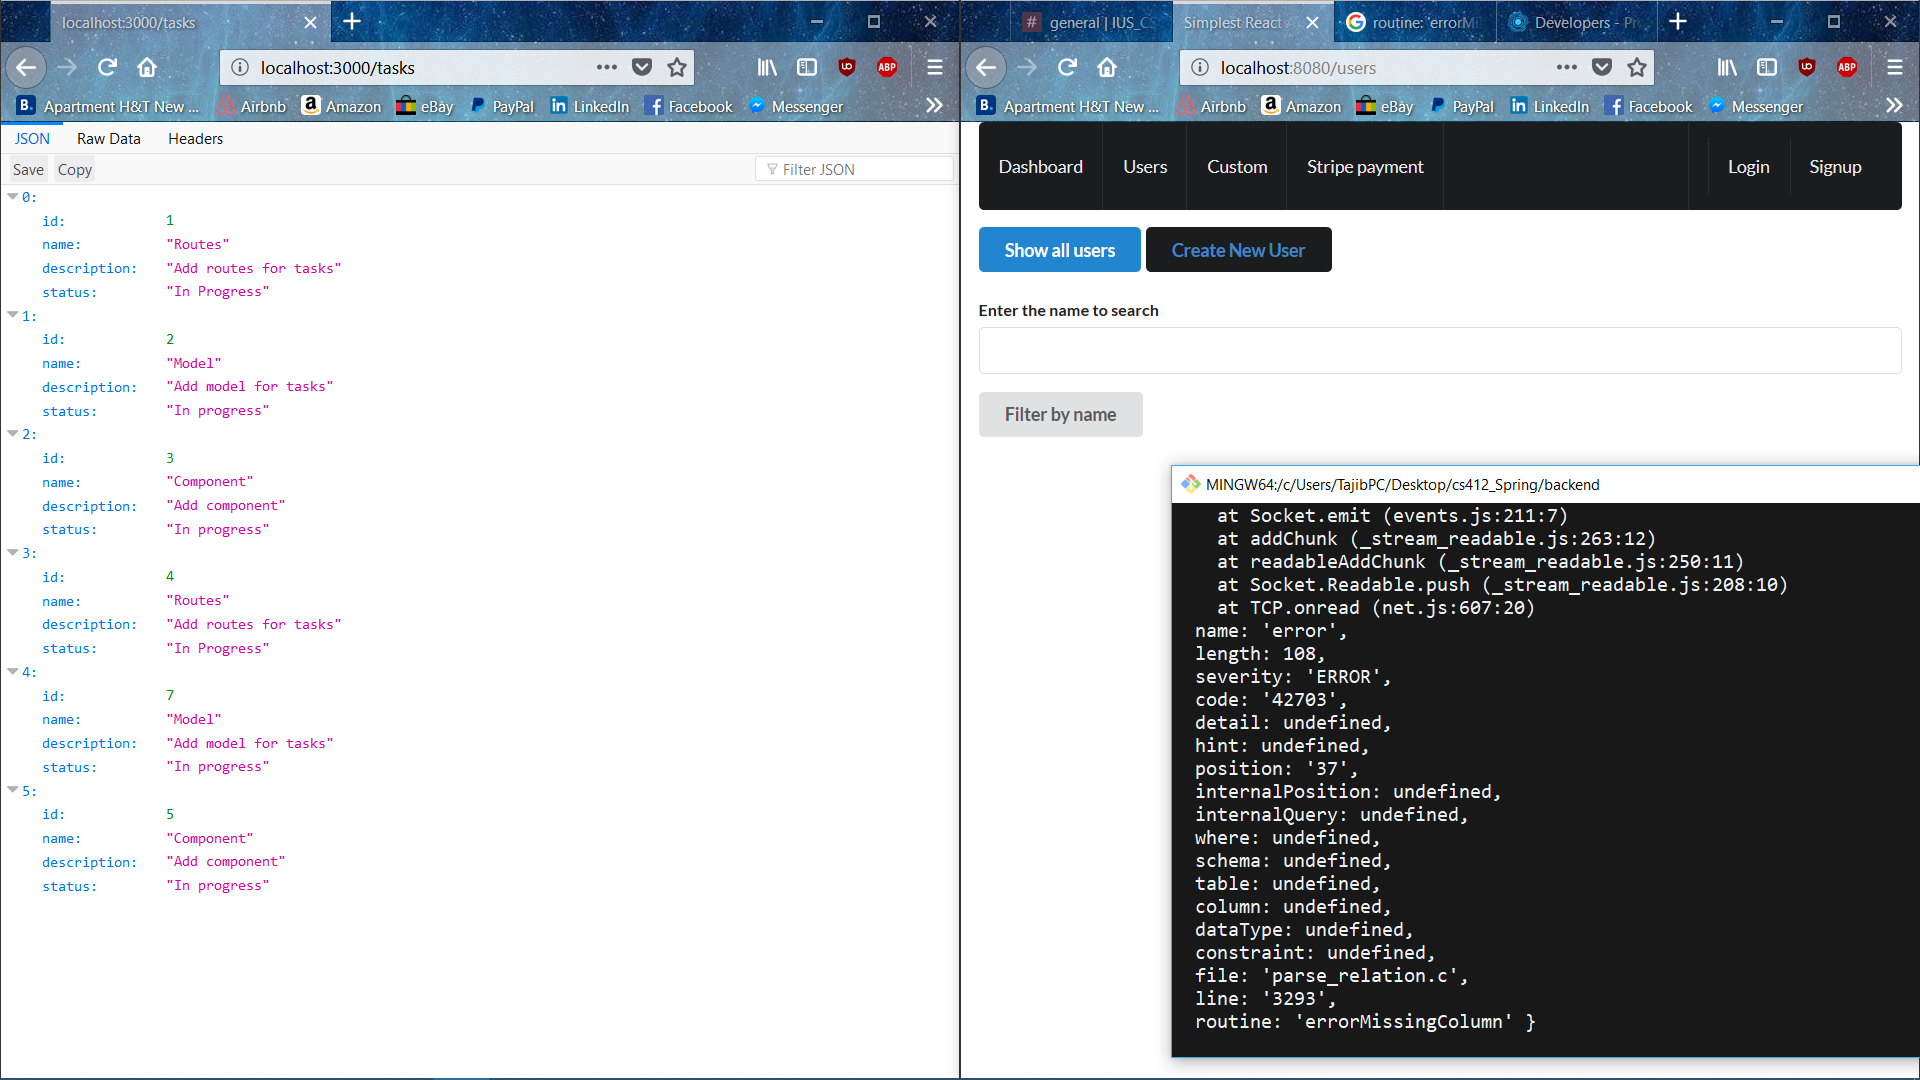 localhost:3000/tasks
localhost:3000/tasks
Apartment H&T New ... Airbnb Amazon eBay PayPal LinkedIn Facebook Messenger
JSON Raw Data Headers
Save Copy Filter JSON
0:
id: 1
name: "Routes"
description: "Add routes for tasks"
status: "In Progress"
1:
id: 2
name: "Model"
description: "Add model for tasks"
status: "In progress"
2:
id: 3
name: "Component"
description: "Add component"
status: "In progress"
3:
id: 4
name: "Routes"
description: "Add routes for tasks"
status: "In Progress"
4:
id: 7
name: "Model"
description: "Add model for tasks"
status: "In progress"
5:
id: 5
name: "Component"
description: "Add component"
status: "In progress"
# general | IUS_CS Simplest React A routine: 'errorMi Developers - Pr
localhost:8080/users
Apartment H&T New ... Airbnb Amazon eBay PayPal LinkedIn Facebook Messenger
Dashboard Users Custom Stripe payment Login Signup
Show all users Create New User
Enter the name to search
Filter by name
MINGW64:/c/Users/TajibPC/Desktop/cs412_Spring/backend
at Socket.emit (events.js:211:7)
at addChunk (_stream_readable.js:263:12)
at readableAddChunk (_stream_readable.js:250:11)
at Socket.Readable.push (_stream_readable.js:208:10)
at TCP.onread (net.js:607:20)
name: 'error',
length: 108,
severity: 'ERROR',
code: '42703',
detail: undefined,
hint: undefined,
position: '37',
internalPosition: undefined,
internalQuery: undefined,
where: undefined,
schema: undefined,
table: undefined,
column: undefined,
dataType: undefined,
constraint: undefined,
file: 'parse_relation.c',
line: '3293',
routine: 'errorMissingColumn' }